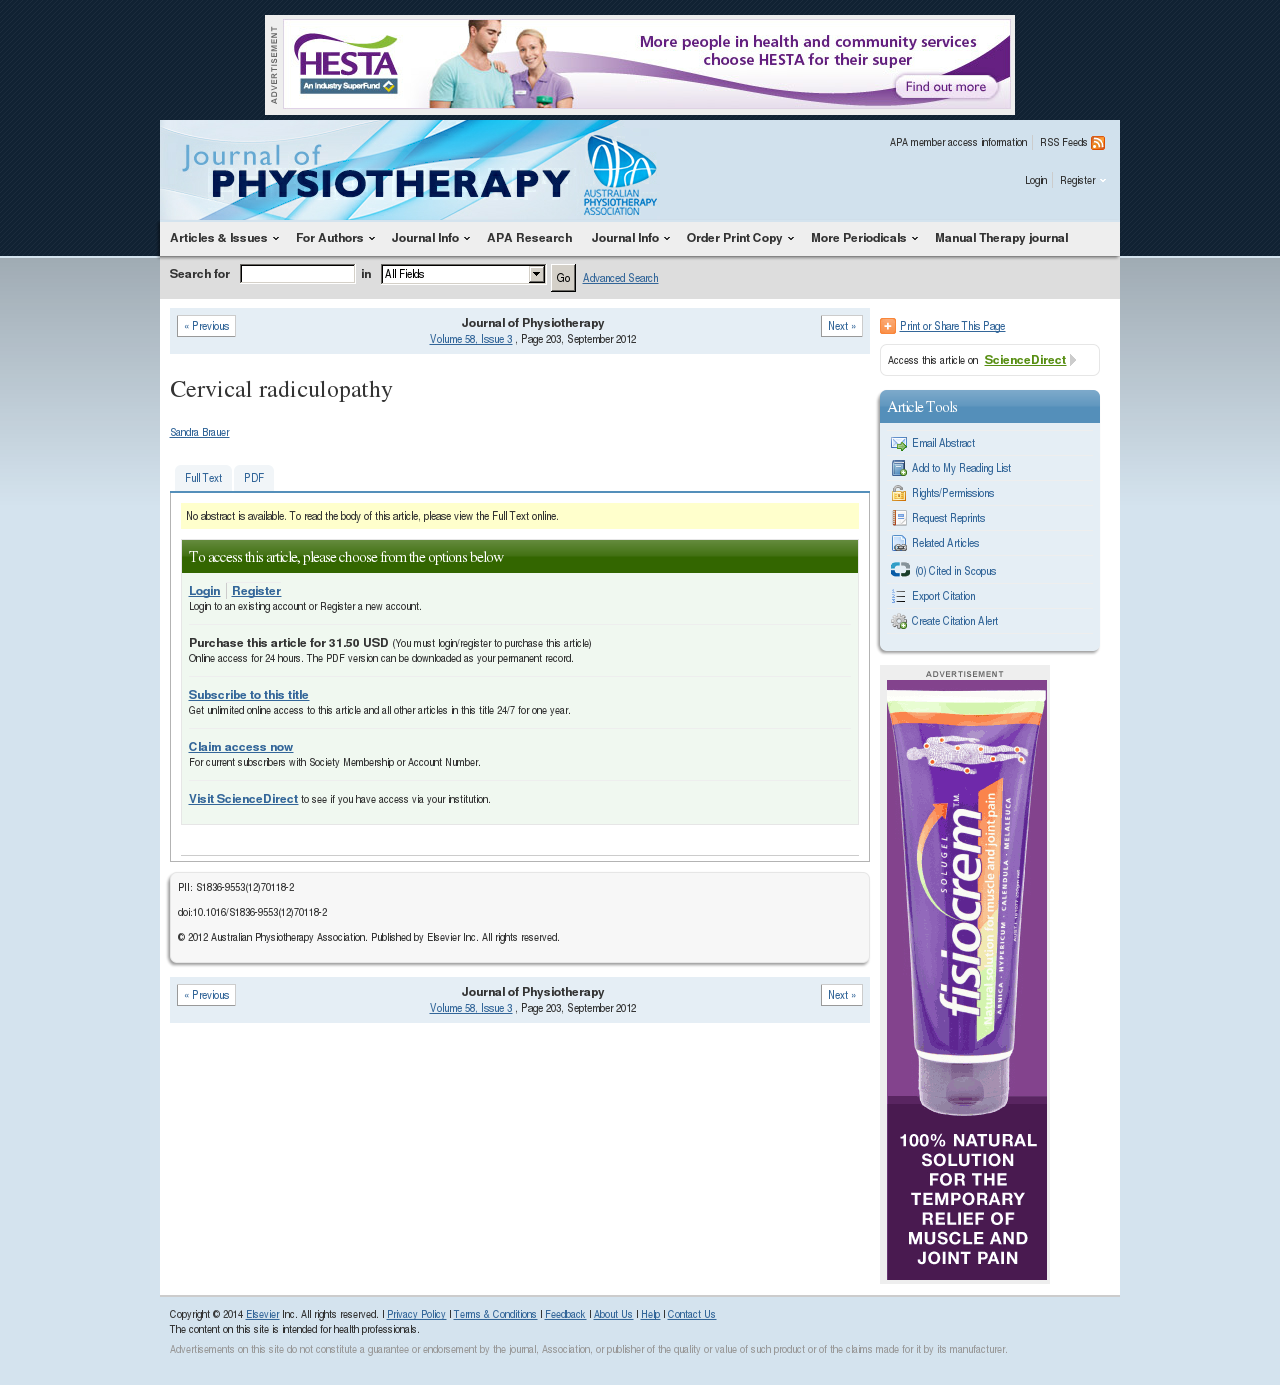 ADVERTISEMENT
HESTA
An Industry SuperFund
More people in health and community services
choose HESTA for their super
Find out more
Journal of
PHYSIOTHERAPY
APA
AUSTRALIAN
PHYSIOTHERAPY
ASSOCIATION
APA member access information
RSS Feeds
Login
Register
Articles & Issues
For Authors
Journal Info
APA Research
Journal Info
Order Print Copy
More Periodicals
Manual Therapy journal
Search for
in
All Fields
Go
Advanced Search
« Previous
Journal of Physiotherapy
Volume 58, Issue 3 , Page 203, September 2012
Next »
Cervical radiculopathy
Sandra Brauer
Full Text
PDF
No abstract is available. To read the body of this article, please view the Full Text online.
To access this article, please choose from the options below
Login
Register
Login to an existing account or Register a new account.
Purchase this article for 31.50 USD (You must login/register to purchase this article)
Online access for 24 hours. The PDF version can be downloaded as your permanent record.
Subscribe to this title
Get unlimited online access to this article and all other articles in this title 24/7 for one year.
Claim access now
For current subscribers with Society Membership or Account Number.
Visit ScienceDirect to see if you have access via your institution.
PII: S1836-9553(12)70118-2
doi:10.1016/S1836-9553(12)70118-2
© 2012 Australian Physiotherapy Association. Published by Elsevier Inc. All rights reserved.
« Previous
Journal of Physiotherapy
Volume 58, Issue 3 , Page 203, September 2012
Next »
Print or Share This Page
Access this article on ScienceDirect
Article Tools
Email Abstract
Add to My Reading List
Rights/Permissions
Request Reprints
Related Articles
(0) Cited in Scopus
Export Citation
Create Citation Alert
ADVERTISEMENT
SOLUGEL
fisiocrem T.M.
Natural solution for muscle and joint pain
ARNICA · HYPERICUM · CALENDULA · MELALEUCA
100% NATURAL
SOLUTION
FOR THE
TEMPORARY
RELIEF OF
MUSCLE AND
JOINT PAIN
Copyright © 2014 Elsevier Inc. All rights reserved. | Privacy Policy | Terms & Conditions | Feedback | About Us | Help | Contact Us
The content on this site is intended for health professionals.
Advertisements on this site do not constitute a guarantee or endorsement by the journal, Association, or publisher of the quality or value of such product or of the claims made for it by its manufacturer.